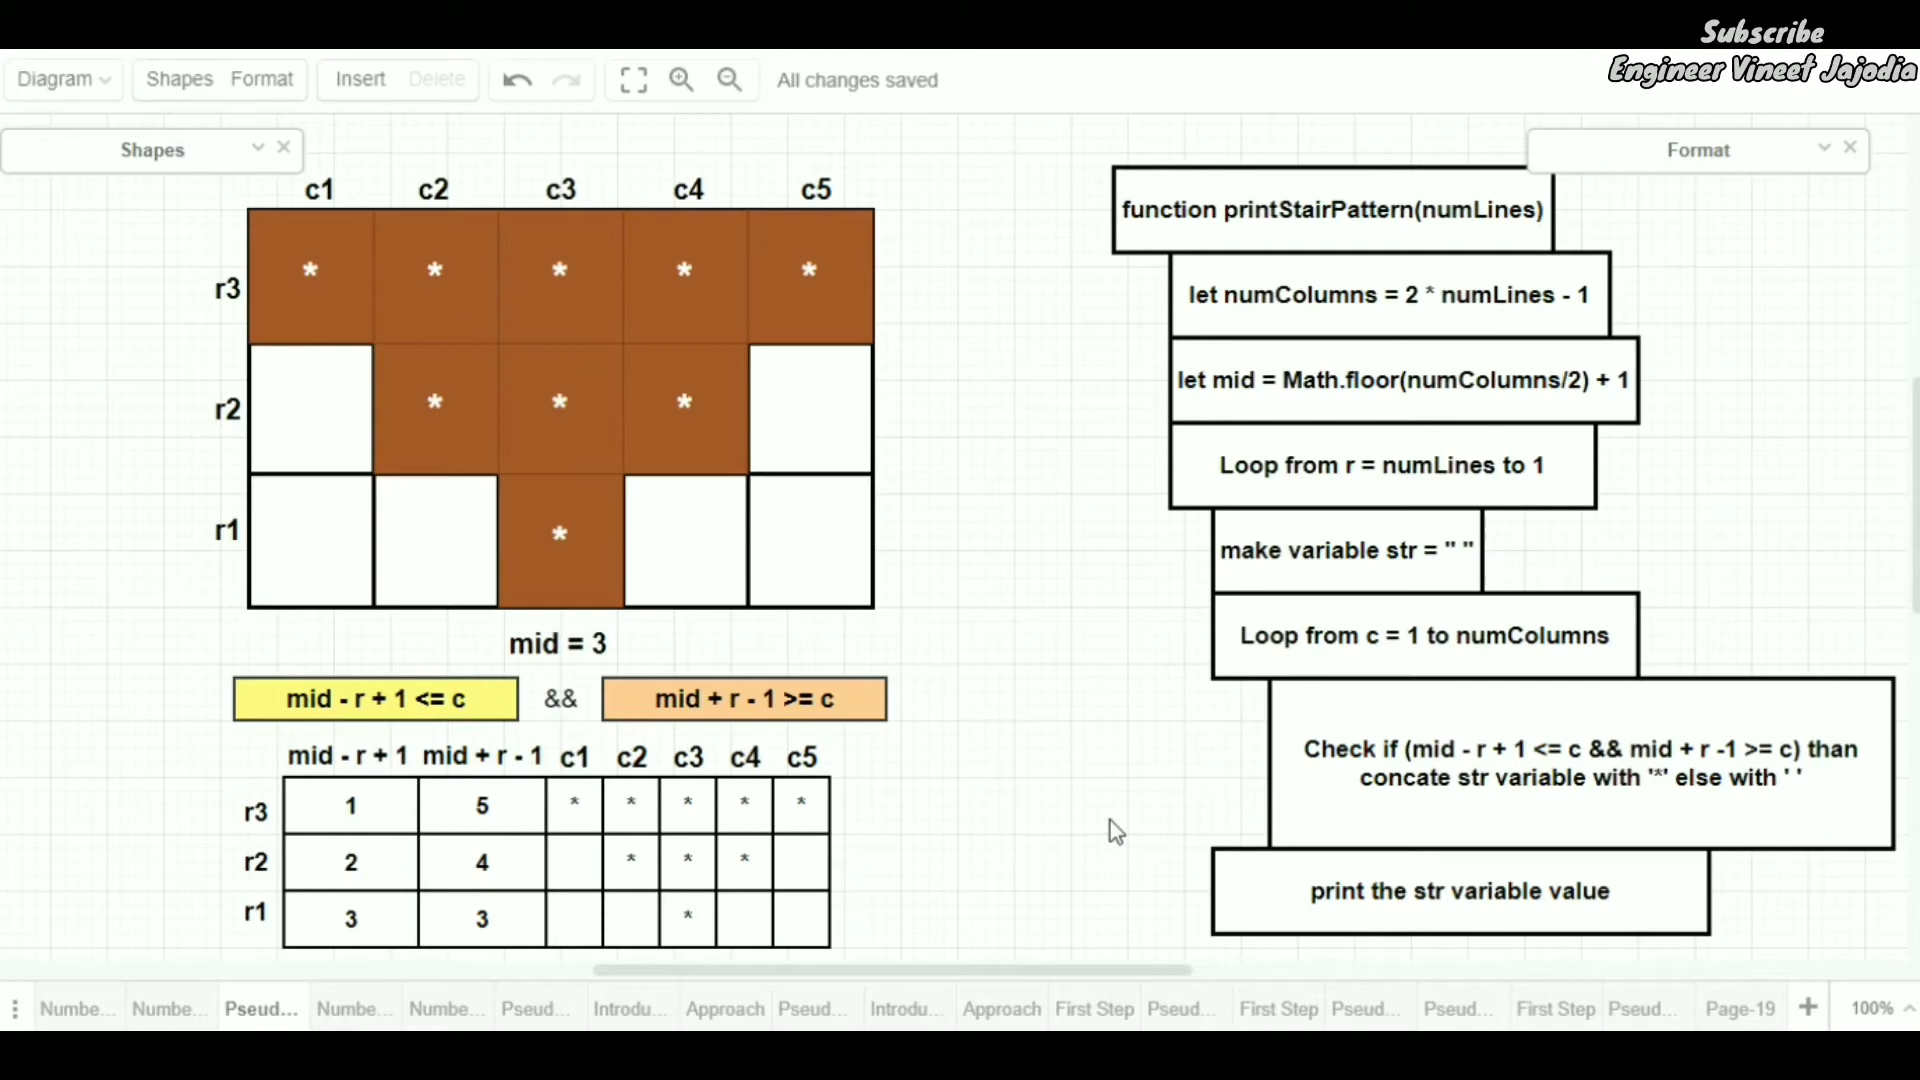 Subscribe
Engineer Vineet Jajodia
Diagram Shapes Format Insert Delete All changes saved
Shapes
Format
c1 c2 c3 c4 c5
r3 * * * * *
r2 * * *
r1 *
mid = 3
mid - r + 1 <= c && mid + r - 1 >= c
mid - r + 1 mid + r - 1 c1 c2 c3 c4 c5
r3 1 5 * * * * *
r2 2 4 * * *
r1 3 3 *
function printStairPattern(numLines)
let numColumns = 2 * numLines - 1
let mid = Math.floor(numColumns/2) + 1
Loop from r = numLines to 1
make variable str = " "
Loop from c = 1 to numColumns
Check if (mid - r + 1 <= c && mid + r -1 >= c) than
concate str variable with '*' else with ' '
print the str variable value
Numbe... Numbe... Pseud... Numbe... Numbe... Pseud... Introdu... Approach Pseud... Introdu... Approach First Step Pseud... First Step Pseud... Pseud... First Step Pseud... Page-19 + 100%